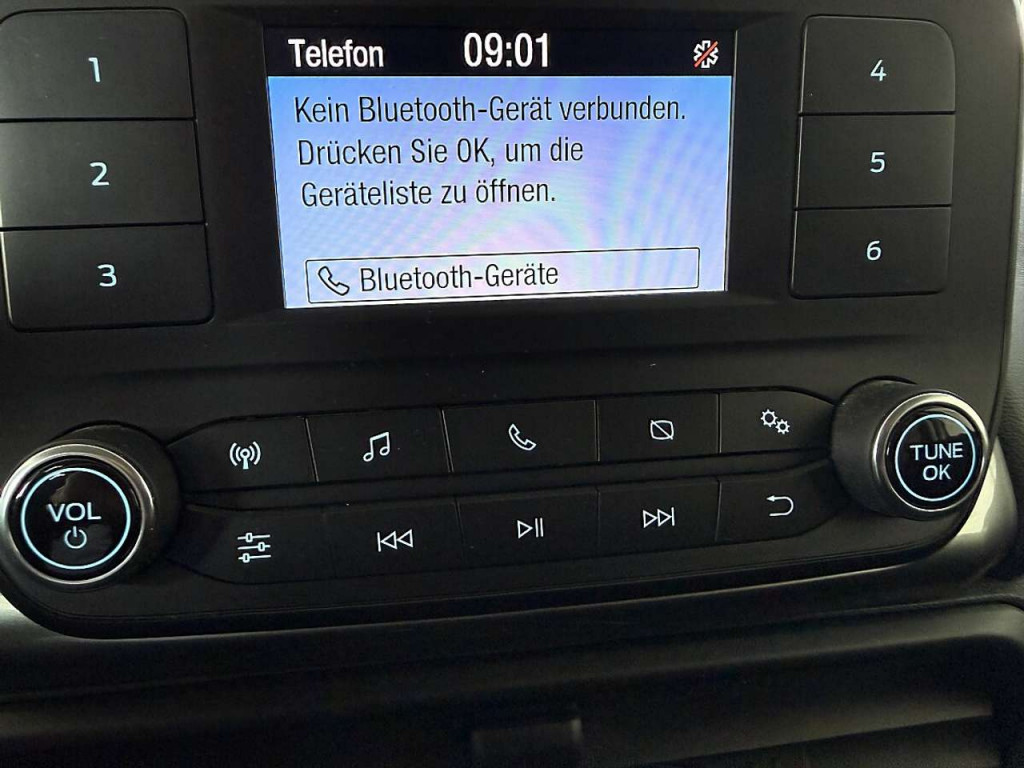 Telefon 09:01
Kein Bluetooth-Gerät verbunden.
Drücken Sie OK, um die
Geräteliste zu öffnen.
Bluetooth-Geräte
1
2
3
4
5
6
VOL
TUNE
OK